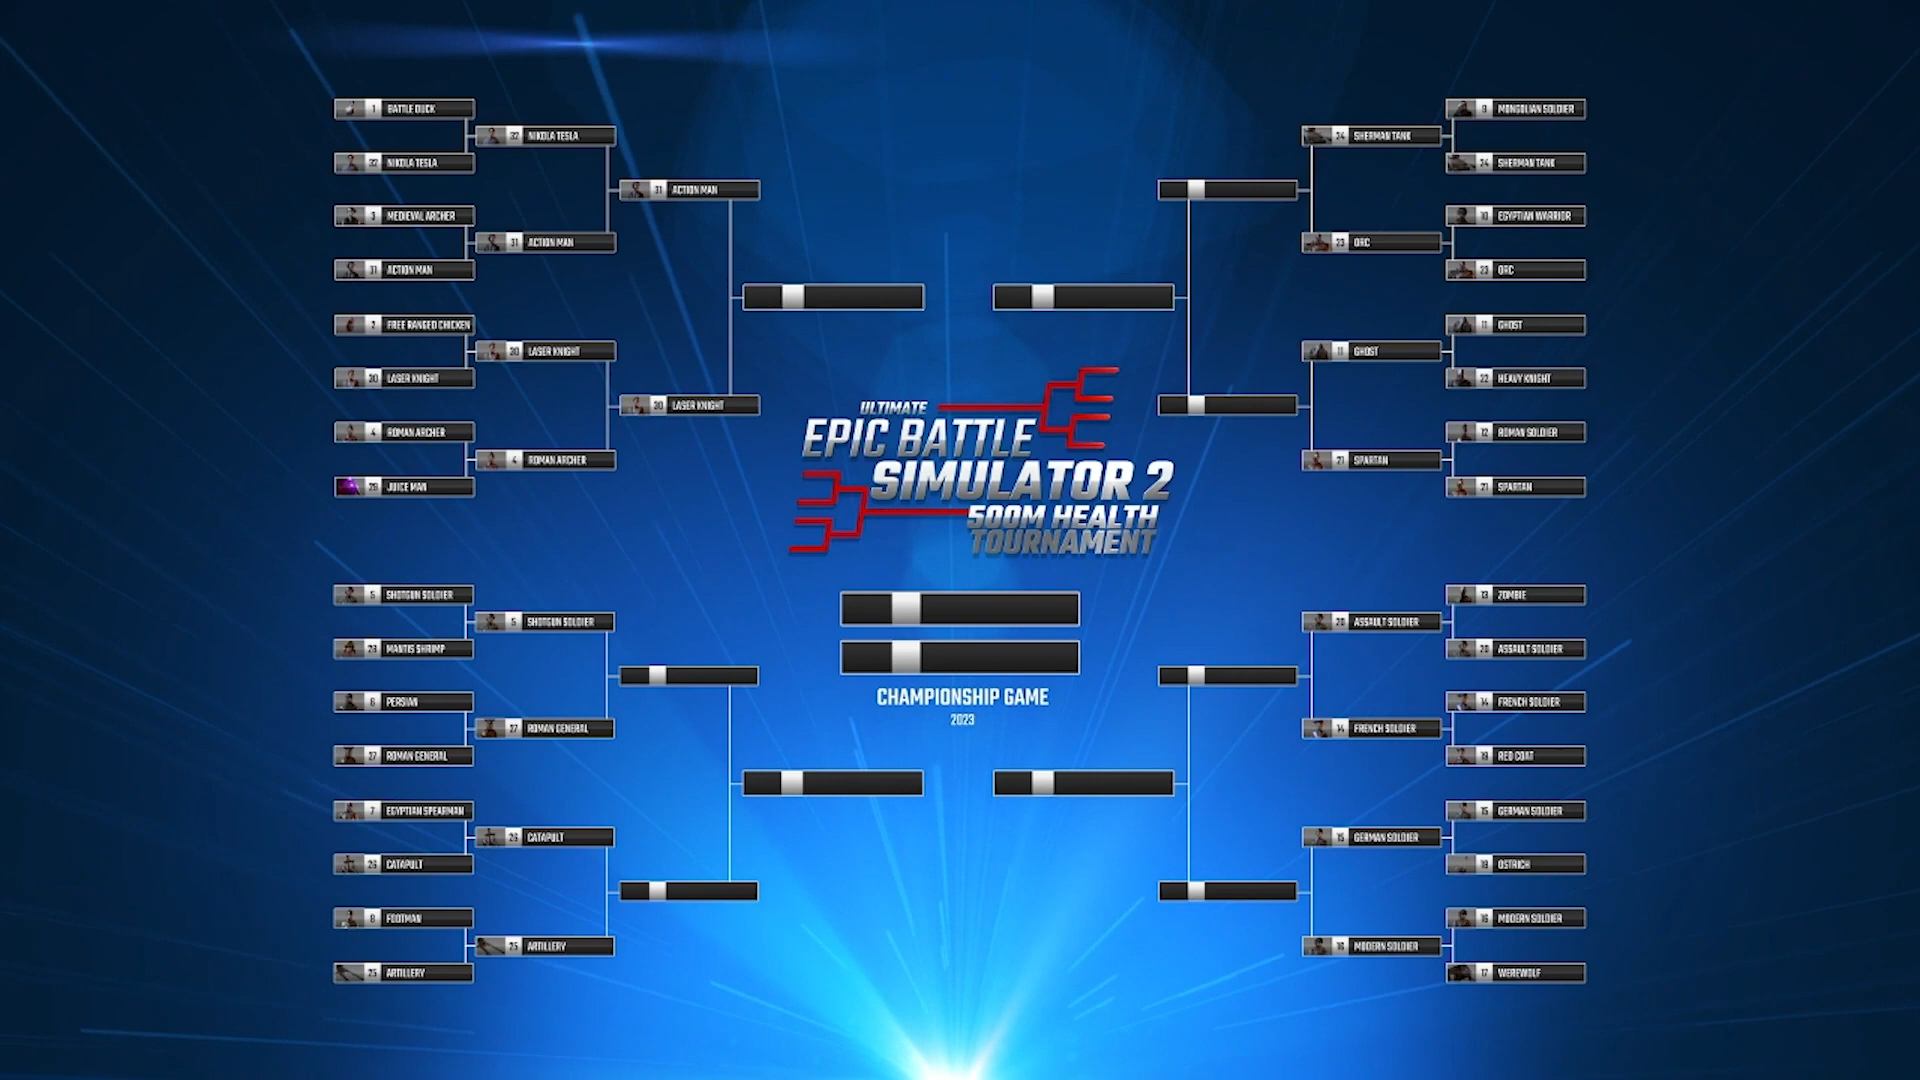 1 BATTLE DUCK
32 NIKOLA TESLA
32 NIKOLA TESLA
3 MEDIEVAL ARCHER
31 ACTION MAN
31 ACTION MAN
31 ACTION MAN
2 FREE RANGED CHICKEN
30 LASER KNIGHT
30 LASER KNIGHT
30 LASER KNIGHT
4 ROMAN ARCHER
29 JUICE MAN
4 ROMAN ARCHER
5 SHOTGUN SOLDIER
28 MANTIS SHRIMP
5 SHOTGUN SOLDIER
6 PERSIAN
27 ROMAN GENERAL
27 ROMAN GENERAL
7 EGYPTIAN SPEARMAN
26 CATAPULT
26 CATAPULT
8 FOOTMAN
25 ARTILLERY
25 ARTILLERY
ULTIMATE
EPIC BATTLE
SIMULATOR 2
500M HEALTH
TOURNAMENT
CHAMPIONSHIP GAME
2023
9 MONGOLIAN SOLDIER
24 SHERMAN TANK
24 SHERMAN TANK
10 EGYPTIAN WARRIOR
23 ORC
23 ORC
11 GHOST
22 HEAVY KNIGHT
11 GHOST
12 ROMAN SOLDIER
21 SPARTAN
21 SPARTAN
13 ZOMBIE
20 ASSAULT SOLDIER
20 ASSAULT SOLDIER
14 FRENCH SOLDIER
19 RED COAT
14 FRENCH SOLDIER
15 GERMAN SOLDIER
18 OSTRICH
15 GERMAN SOLDIER
16 MODERN SOLDIER
17 WEREWOLF
16 MODERN SOLDIER